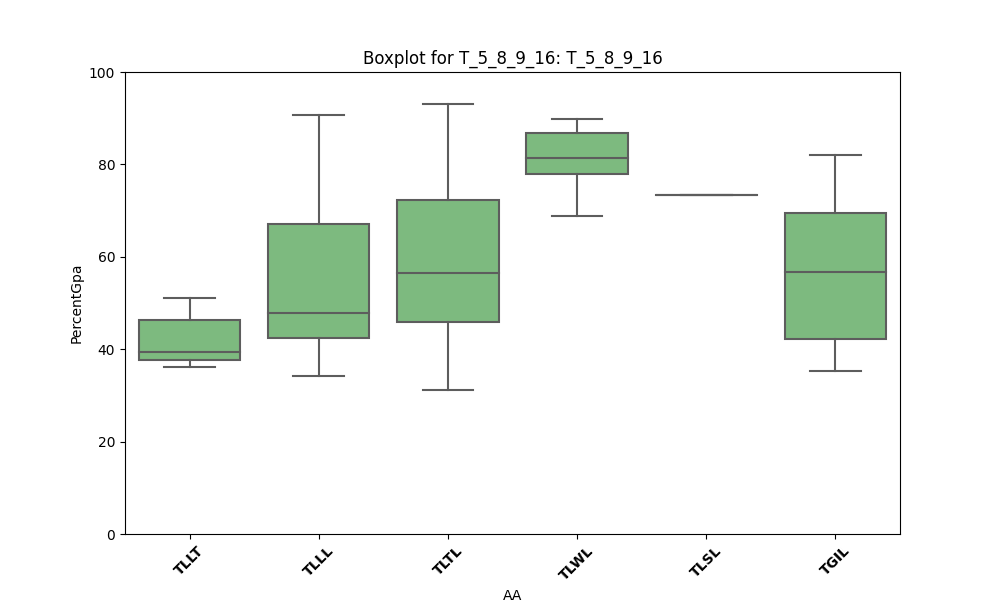 Boxplot for T_5_8_9_16: T_5_8_9_16
100
80
60
40
20
0
PercentGpa
TLLT
TLLL
TLTL
TLWL
TLSL
TGIL
AA